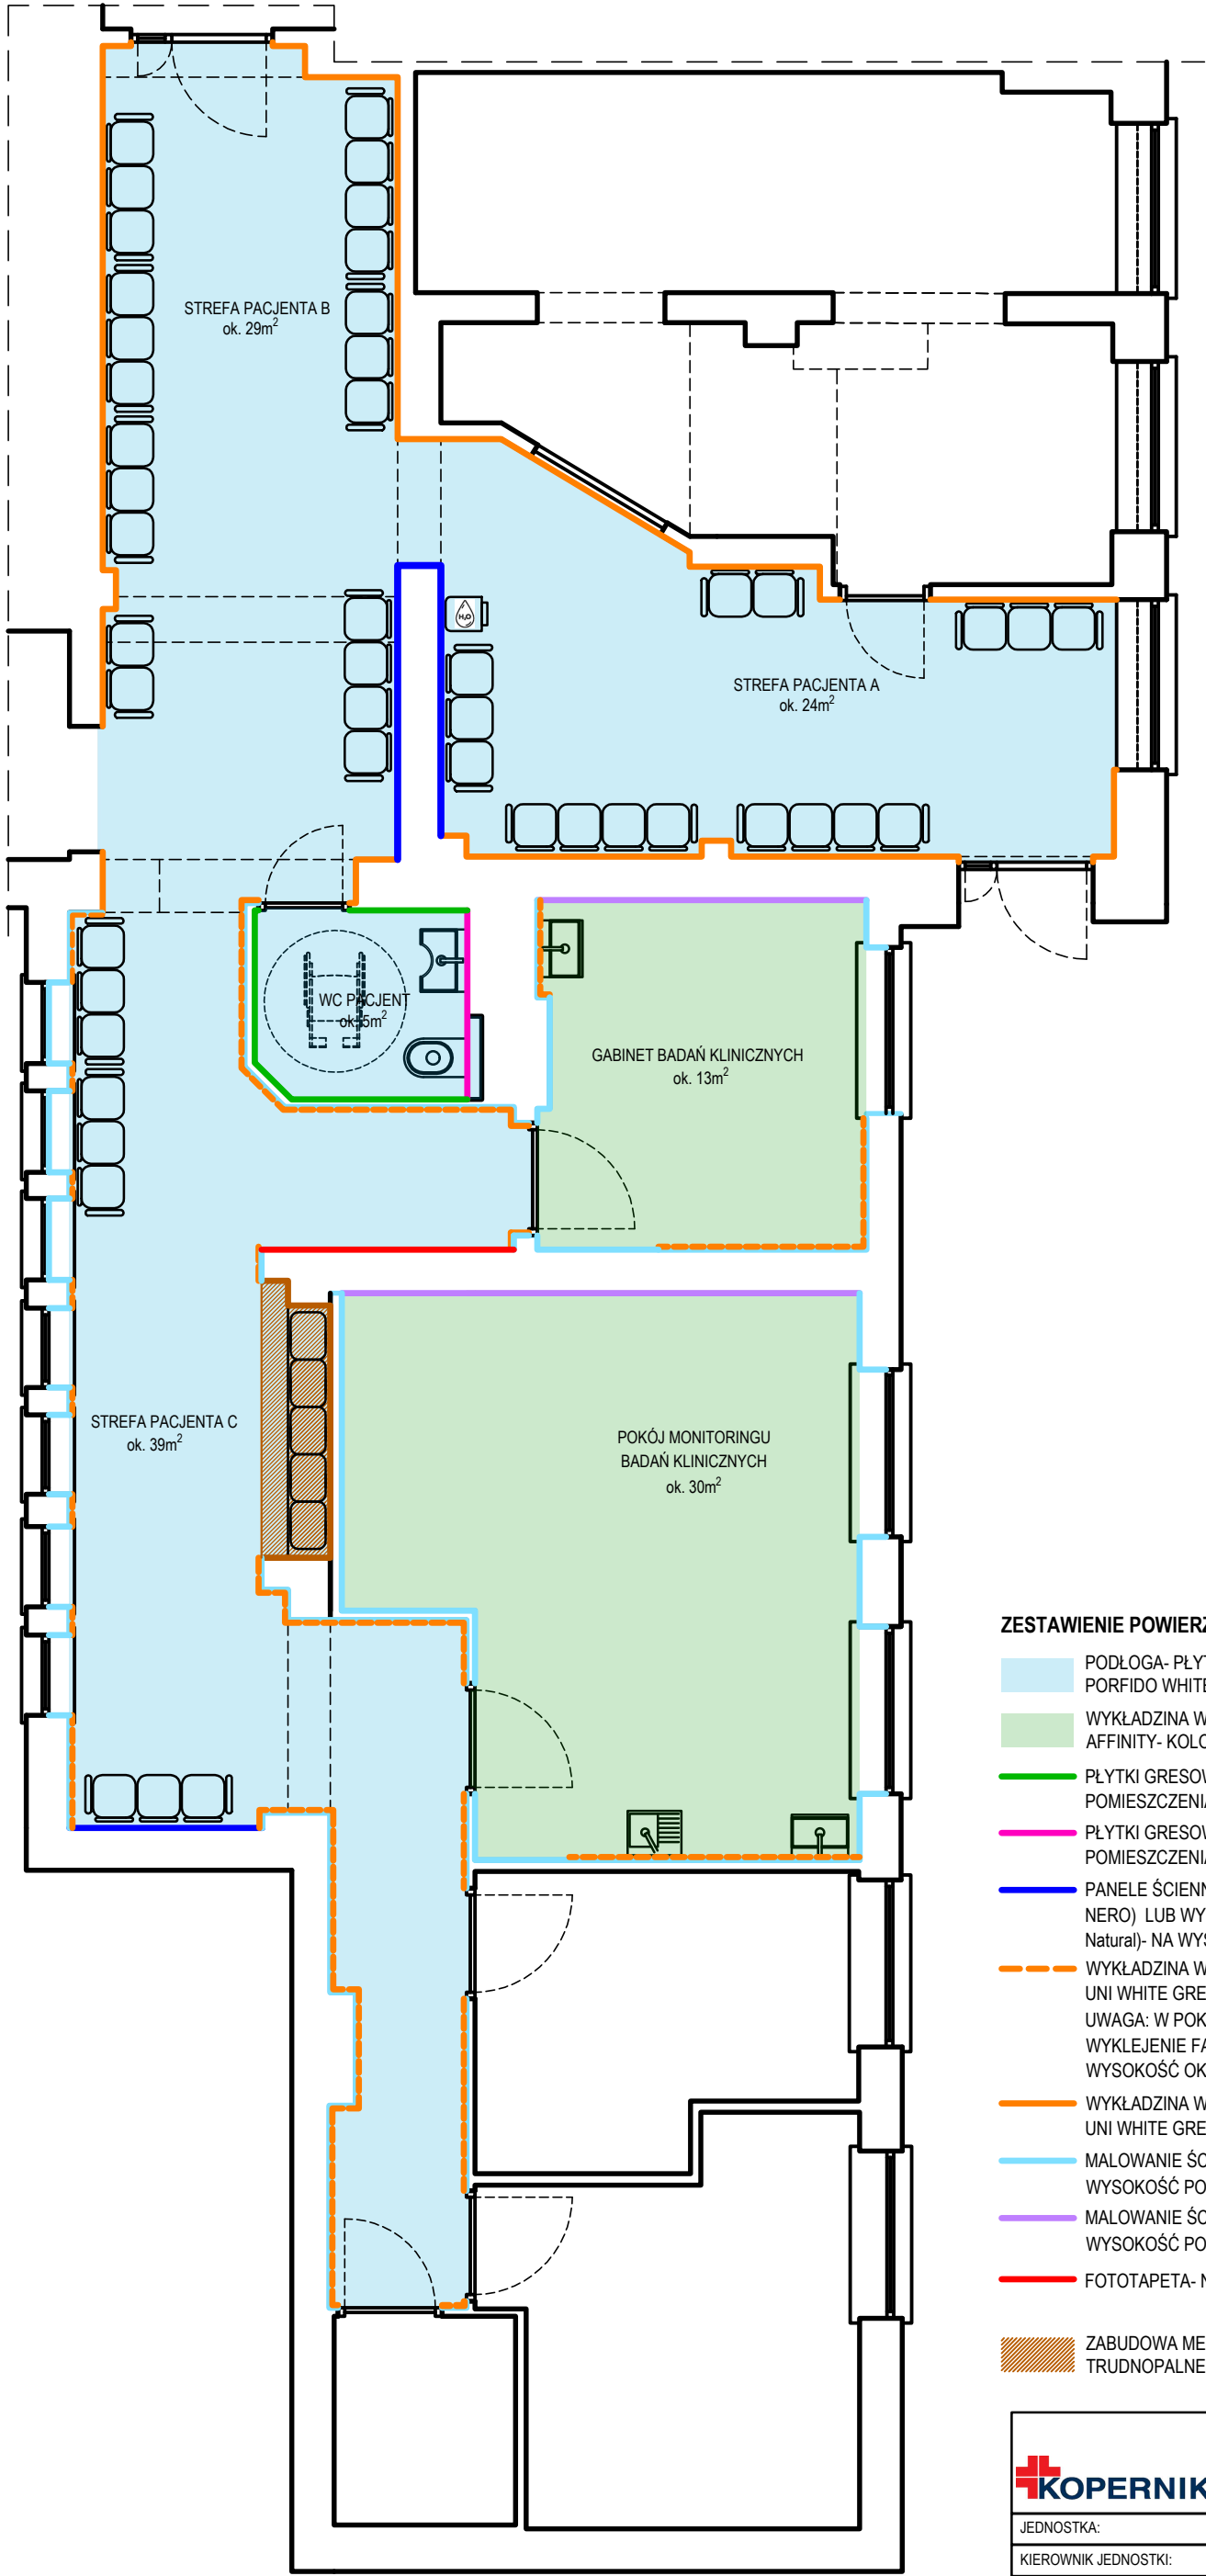 STREFA PACJENTA B
ok. 29m²
H₂O
STREFA PACJENTA A
ok. 24m²
WC PACJENT
ok. 5m²
GABINET BADAŃ KLINICZNYCH
ok. 13m²
STREFA PACJENTA C
ok. 39m²
POKÓJ MONITORINGU
BADAŃ KLINICZNYCH
ok. 30m²
ZESTAWIENIE POWIERZ
PODŁOGA- PŁYT
PORFIDO WHITE
WYKŁADZINA W
AFFINITY- KOLO
PŁYTKI GRESOW
POMIESZCZENIA
PŁYTKI GRESOW
POMIESZCZENIA
PANELE ŚCIENN
NERO) LUB WY
Natural)- NA WYS
WYKŁADZINA W
UNI WHITE GRE
UWAGA: W POK
WYKLEJENIE FA
WYSOKOŚĆ OK
WYKŁADZINA W
UNI WHITE GRE
MALOWANIE ŚC
WYSOKOŚĆ PO
MALOWANIE ŚC
WYSOKOŚĆ PO
FOTOTAPETA- N
ZABUDOWA ME
TRUDNOPALNE
KOPERNIK
JEDNOSTKA:
KIEROWNIK JEDNOSTKI: